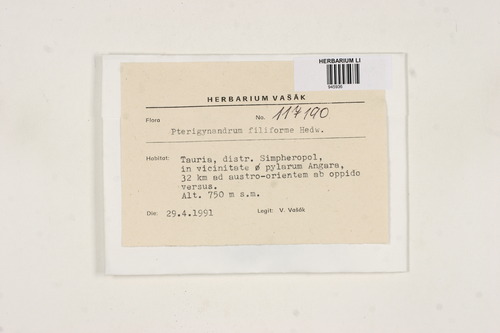 HERBARIUM LI
945936
HERBARIUM VAŠÁK
Flora No. 117190
Pterigynandrum filiforme Hedw.
Habitat: Tauria, distr. Simpheropol,
in vicinitate ø pylarum Angara,
32 km ad austro-orientem ab oppido
versus.
Alt. 750 m s.m.
Die: 29.4.1991 Legit: V. Vašák